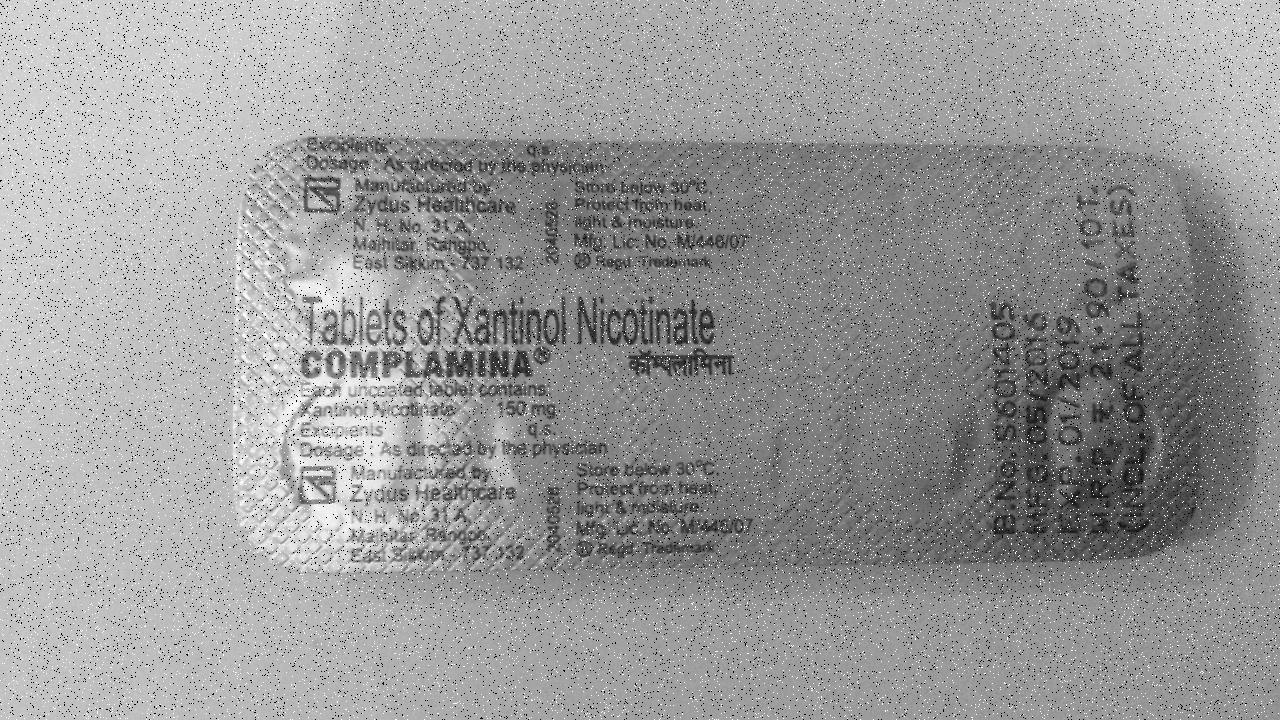 Excipients q.s.
Dosage : As directed by the physician
Manufactured by
Zydus Healthcare
N. H. No. 31 A,
Majhitar, Rangpo,
East Sikkim - 737 132
Store below 30°C.
Protect from heat,
light & moisture.
Mfg. Lic. No. M/446/07
® Regd. Trademark
Tablets of Xantinol Nicotinate
COMPLAMINA®
कॉम्पलामिना
Each uncoated tablet contains:
Xantinol Nicotinate 150 mg
Excipients q.s.
Dosage : As directed by the physician
Manufactured by
Zydus Healthcare
N. H. No. 31 A,
Majhitar, Rangpo,
East Sikkim - 737 132
Store below 30°C.
Protect from heat,
light & moisture.
Mfg. Lic. No. M/446/07
® Regd. Trademark
B.No. S601405
MFG. 05/2016
EXP. 01/2019
M.R.P. ₹ 21.90/10T.
(INCL. OF ALL TAXES)